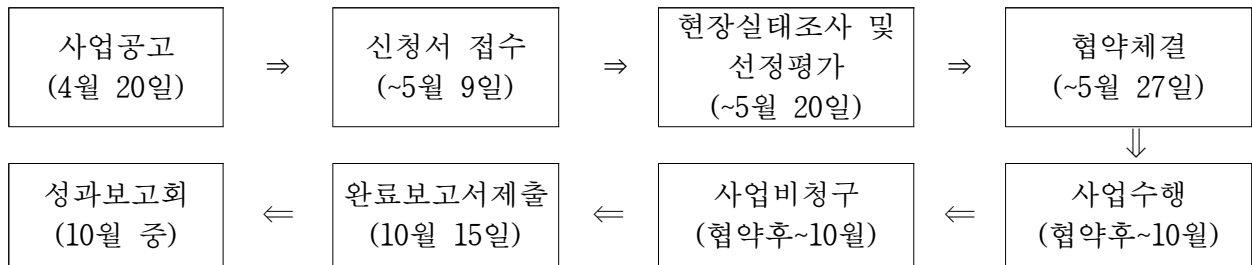 사업공고
(4월 20일)
⇒
신청서 접수
(~5월 9일)
⇒
현장실태조사 및
선정평가
(~5월 20일)
⇒
협약체결
(~5월 27일)
⇓
사업수행
(협약후~10월)
⇐
사업비청구
(협약후~10월)
⇐
완료보고서제출
(10월 15일)
⇐
성과보고회
(10월 중)